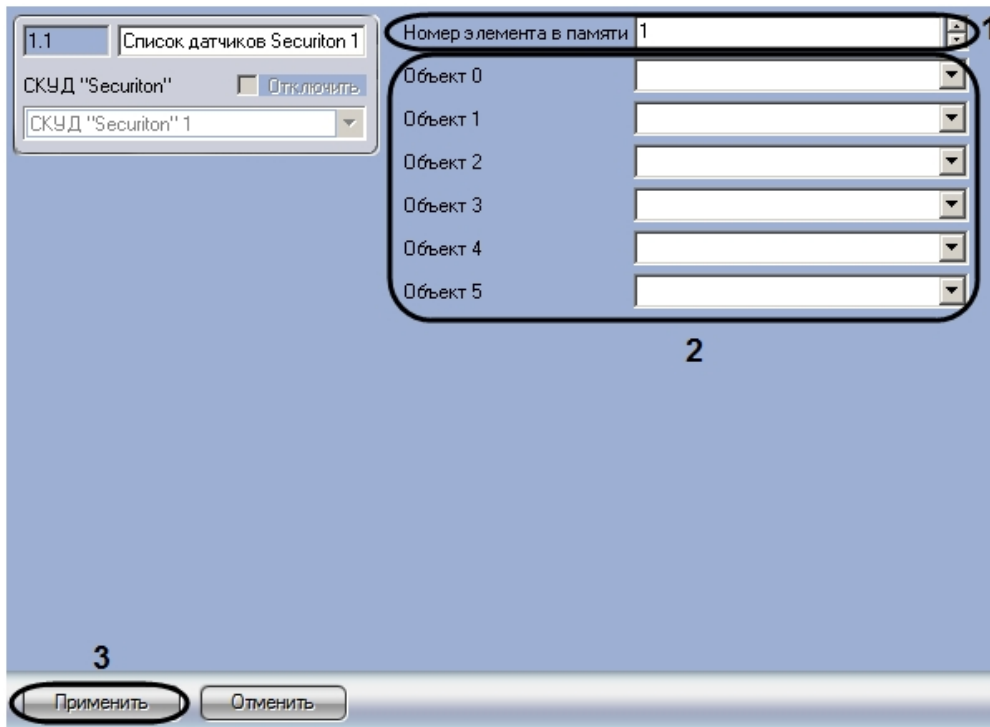 1.1 Список датчиков Securiton 1
СКУД "Securiton" Отключить
СКУД "Securiton" 1
Номер элемента в памяти 1 1
Объект 0
Объект 1
Объект 2
Объект 3
Объект 4
Объект 5
2
3
Применить Отменить